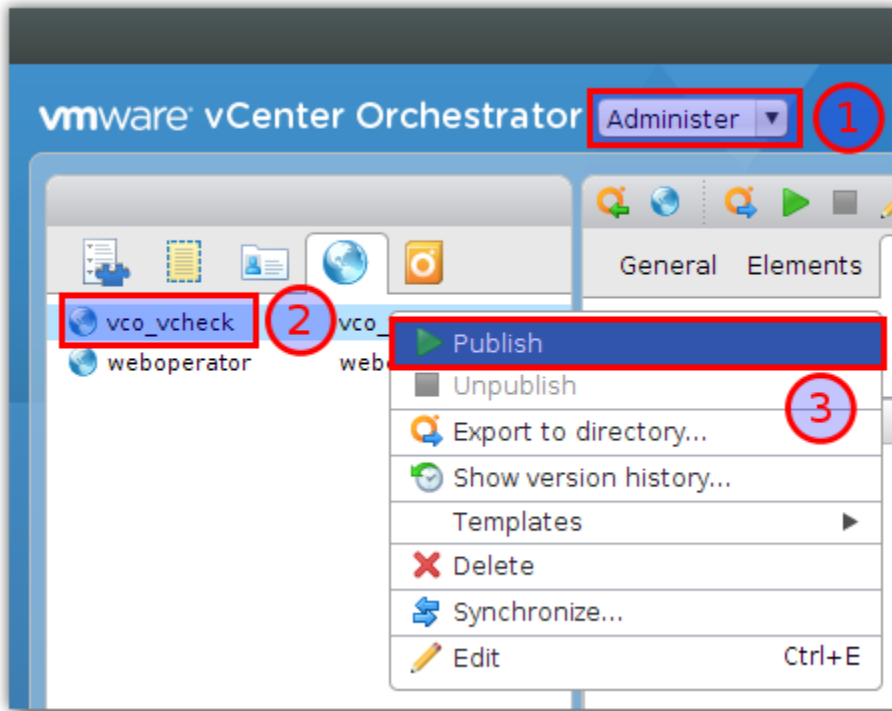 vmware vCenter Orchestrator Administer 1
General Elements
vco_vcheck 2 vco_
weboperator
Publish
Unpublish
3
Export to directory...
Show version history...
Templates
Delete
Synchronize...
Edit Ctrl+E